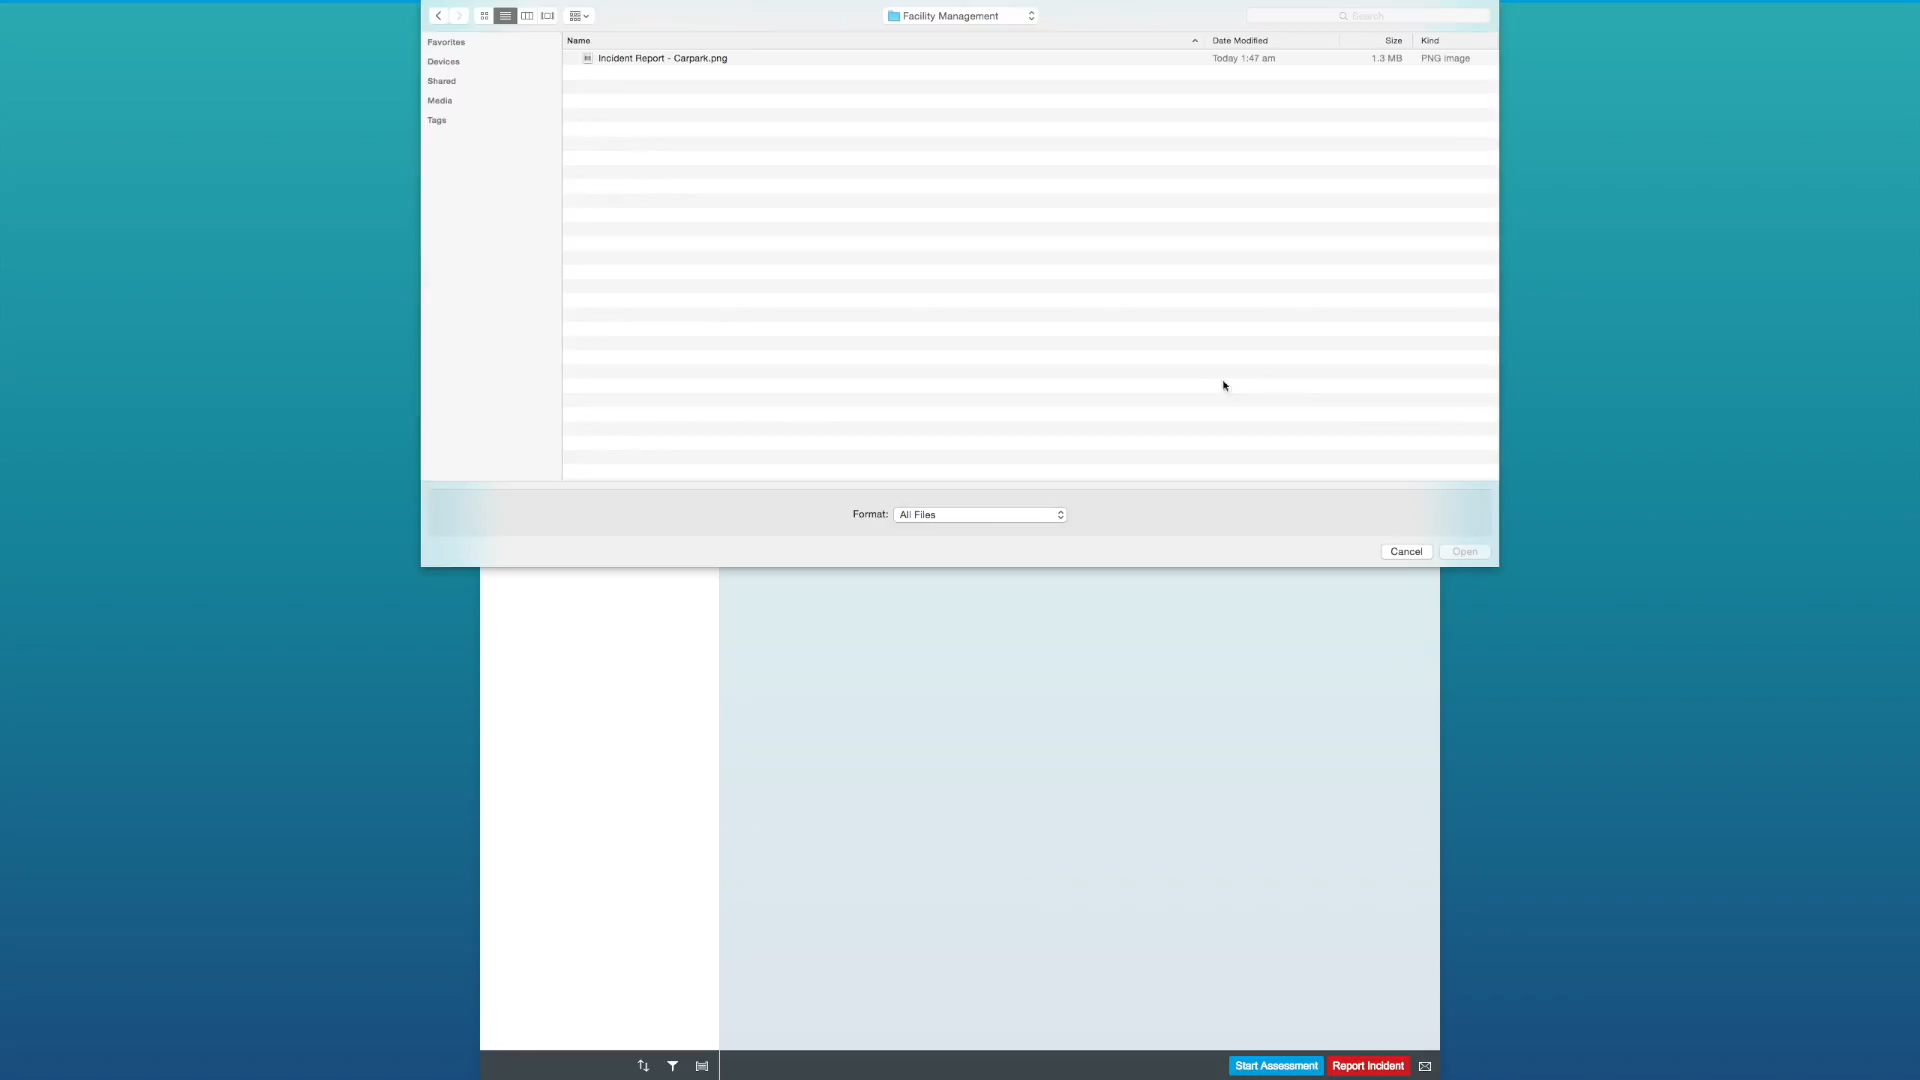 Facility Management
Search
Favorites
Devices
Shared
Media
Tags
Name
Date Modified
Size
Kind
Incident Report - Carpark.png
Today 1:47 am
1.3 MB
PNG image
Format:
All Files
Cancel
Open
Start Assessment
Report Incident